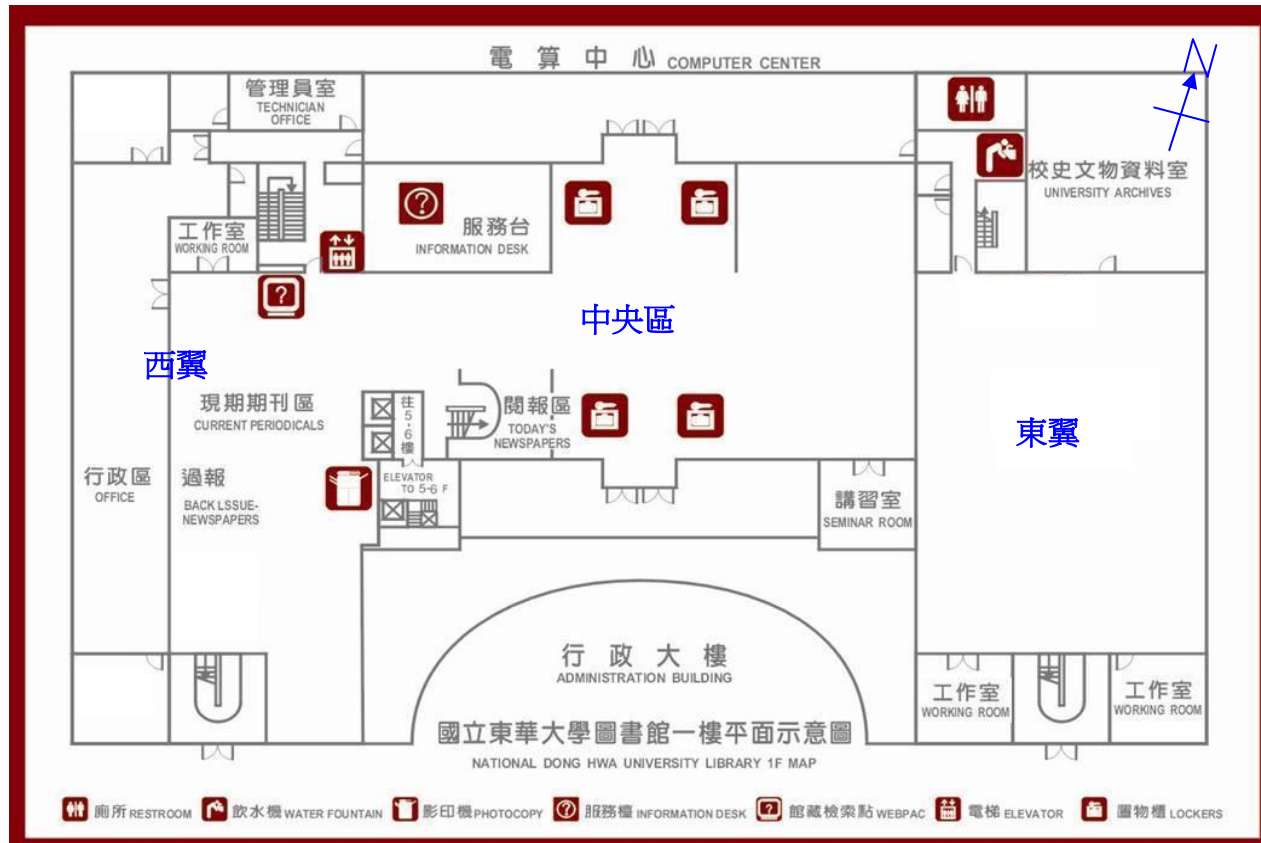 電算中心 COMPUTER CENTER
N
管理員室
TECHNICIAN
OFFICE
校史文物資料室
UNIVERSITY ARCHIVES
服務台
INFORMATION DESK
工作室
WORKING ROOM
中央區
西翼
東翼
現期期刊區
CURRENT PERIODICALS
往5、6樓
閱報區
TODAY'S
NEWSPAPERS
行政區
OFFICE
過報
BACK LSSUE-
NEWSPAPERS
ELEVATOR
TO 5-6 F
講習室
SEMINAR ROOM
行政大樓
ADMINISTRATION BUILDING
工作室
WORKING ROOM
工作室
WORKING ROOM
國立東華大學圖書館一樓平面示意圖
NATIONAL DONG HWA UNIVERSITY LIBRARY 1F MAP
廁所 RESTROOM 飲水機 WATER FOUNTAIN 影印機 PHOTOCOPY 服務檯 INFORMATION DESK 館藏檢索點 WEBPAC 電梯 ELEVATOR 置物櫃 LOCKERS